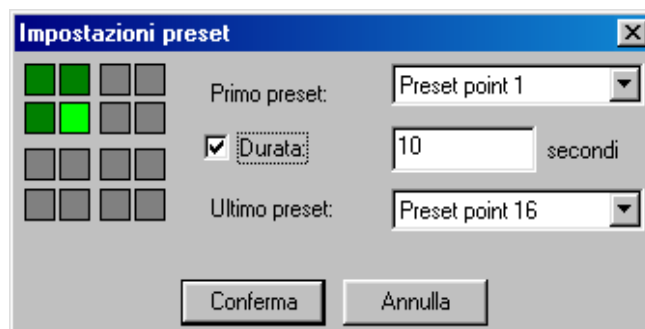 Impostazioni preset
Primo preset: Preset point 1
Durata: 10 secondi
Ultimo preset: Preset point 16
Conferma Annulla